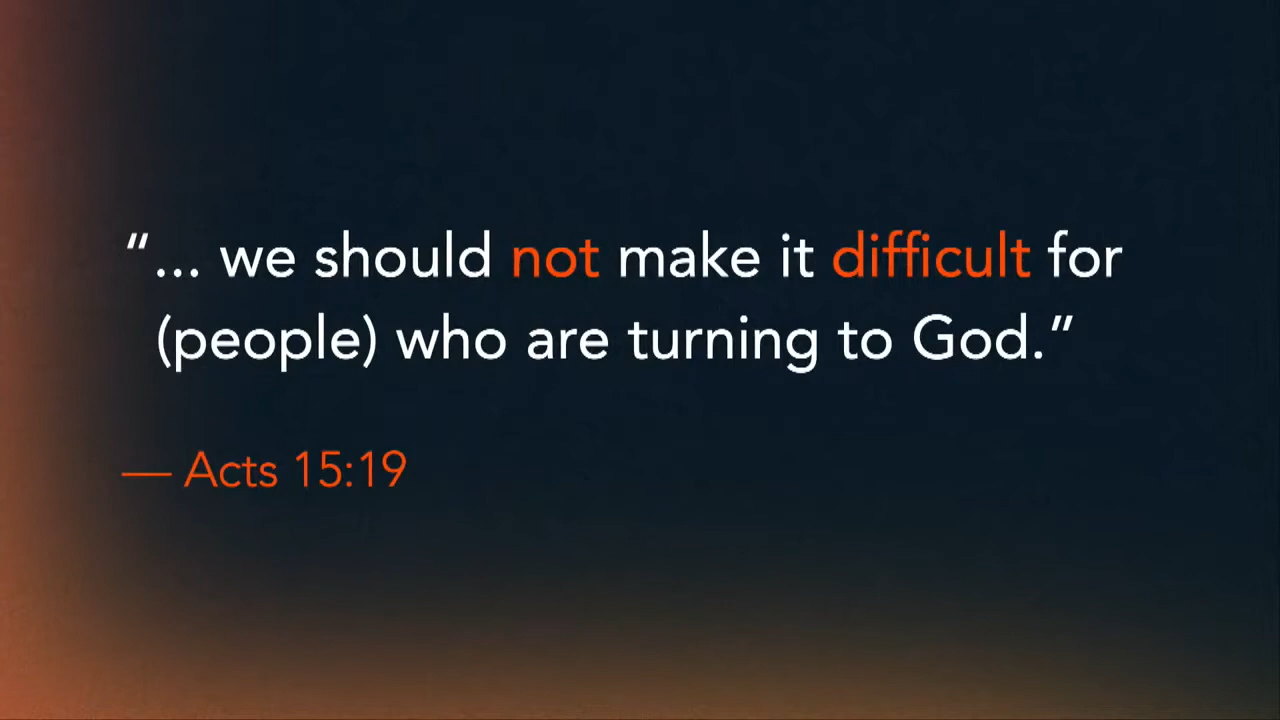 “... we should not make it difficult for
(people) who are turning to God.”
— Acts 15:19